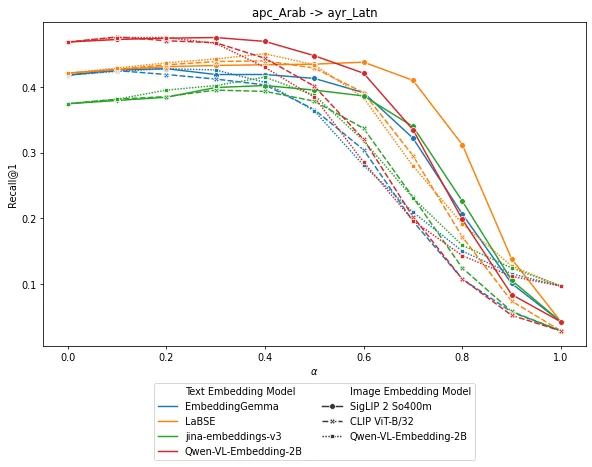 apc_Arab -> ayr_Latn
Recall@1
0.4
0.3
0.2
0.1
0.0 0.2 0.4 0.6 0.8 1.0
α
Text Embedding Model Image Embedding Model
EmbeddingGemma SigLIP 2 So400m
LaBSE CLIP ViT-B/32
jina-embeddings-v3 Qwen-VL-Embedding-2B
Qwen-VL-Embedding-2B